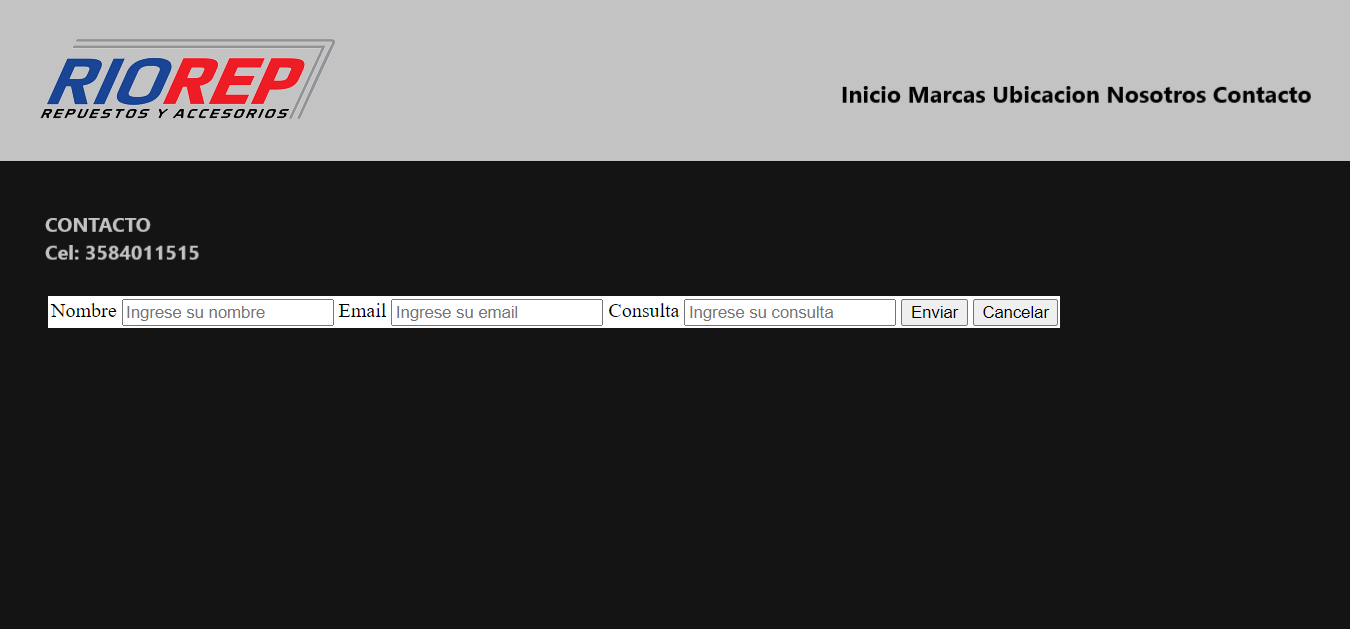 RIOREP
REPUESTOS Y ACCESORIOS
Inicio Marcas Ubicacion Nosotros Contacto
CONTACTO
Cel: 3584011515
Nombre Ingrese su nombre Email Ingrese su email Consulta Ingrese su consulta Enviar Cancelar